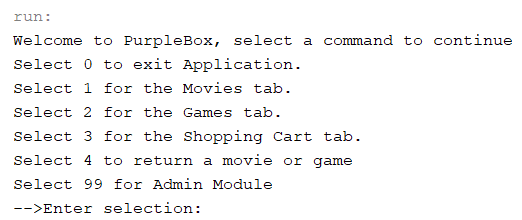 run:
Welcome to PurpleBox, select a command to continue
Select 0 to exit Application.
Select 1 for the Movies tab.
Select 2 for the Games tab.
Select 3 for the Shopping Cart tab.
Select 4 to return a movie or game
Select 99 for Admin Module
-->Enter selection: